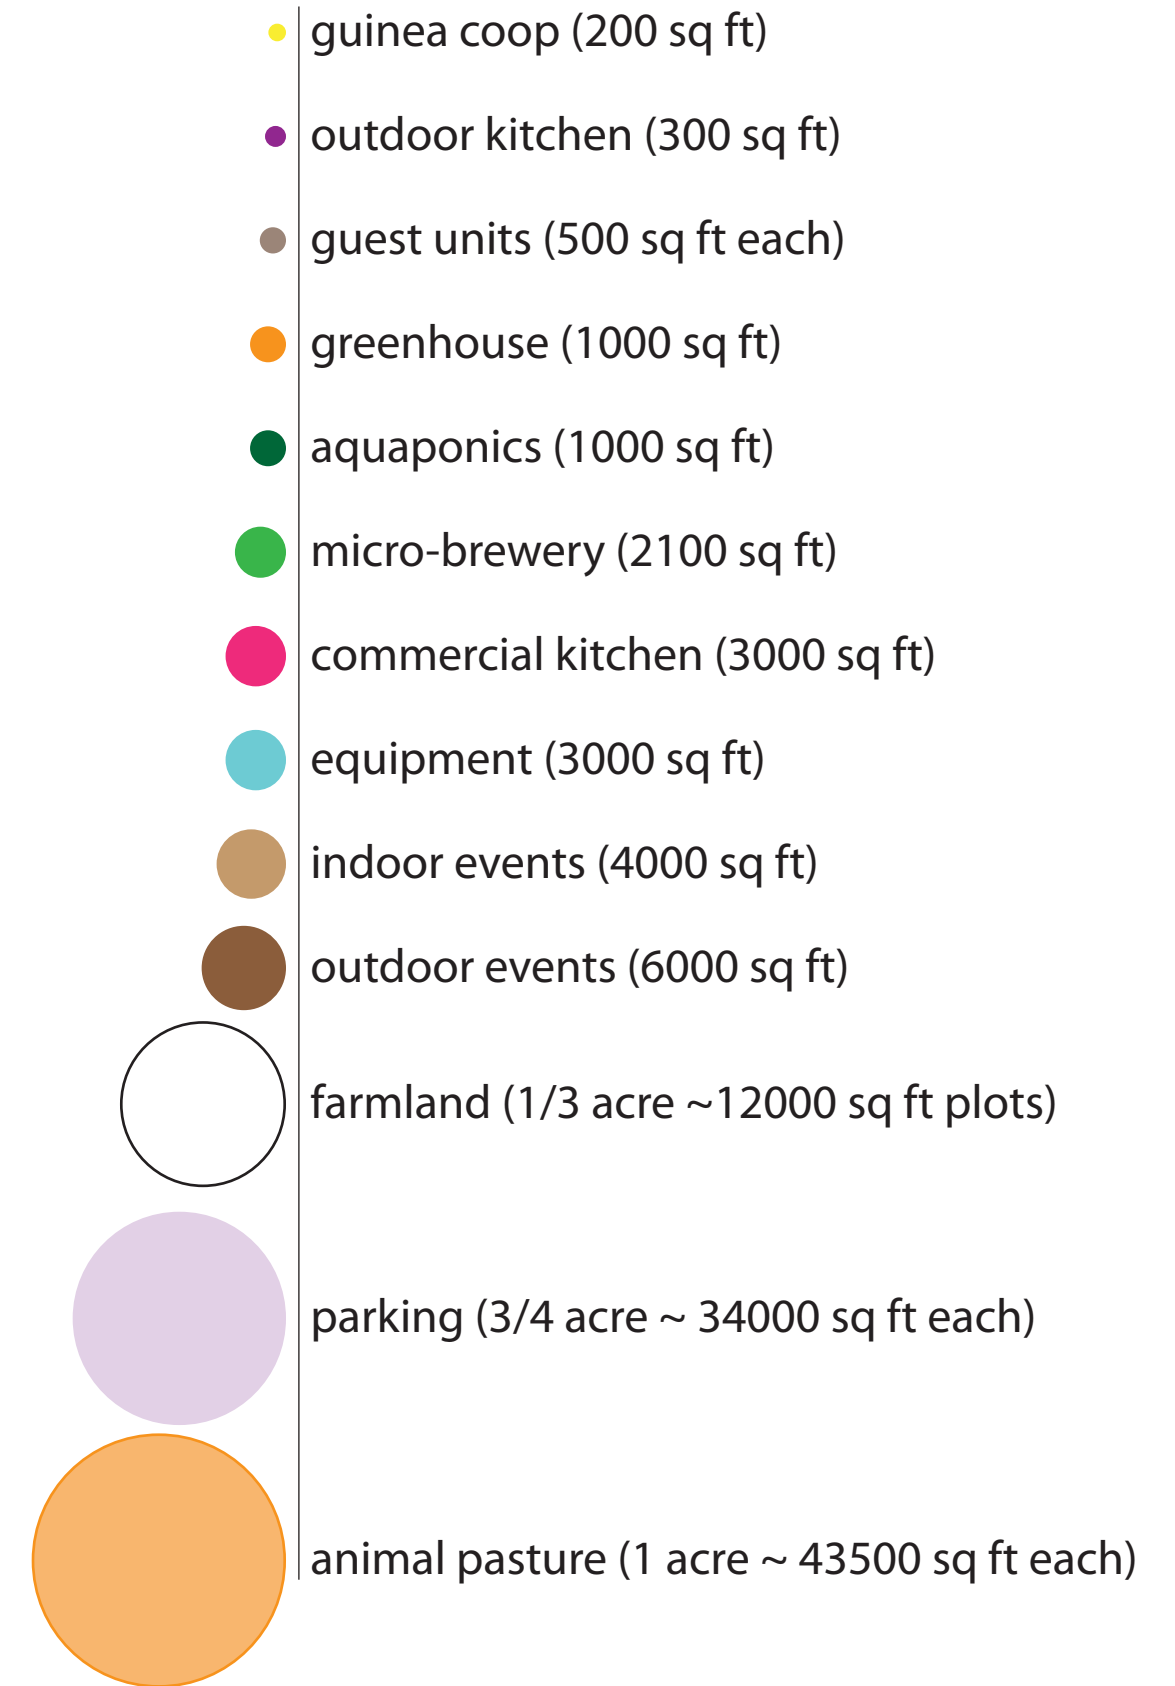 guinea coop (200 sq ft)
outdoor kitchen (300 sq ft)
guest units (500 sq ft each)
greenhouse (1000 sq ft)
aquaponics (1000 sq ft)
micro-brewery (2100 sq ft)
commercial kitchen (3000 sq ft)
equipment (3000 sq ft)
indoor events (4000 sq ft)
outdoor events (6000 sq ft)
farmland (1/3 acre ~12000 sq ft plots)
parking (3/4 acre ~ 34000 sq ft each)
animal pasture (1 acre ~ 43500 sq ft each)